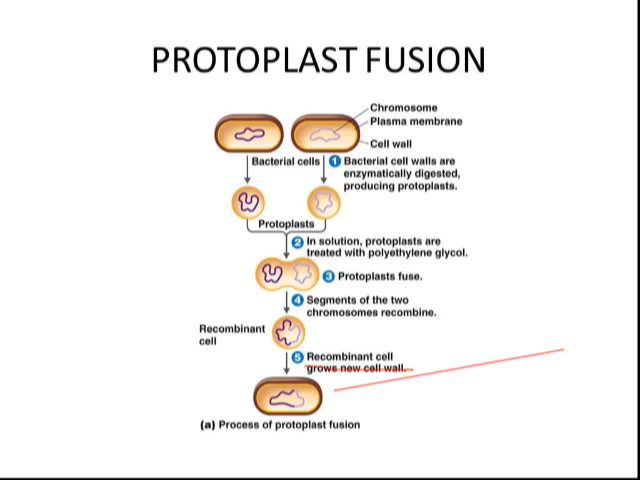 PROTOPLAST FUSION
Chromosome
Plasma membrane
Cell wall
Bacterial cells
1 Bacterial cell walls are
enzymatically digested,
producing protoplasts.
Protoplasts
2 In solution, protoplasts are
treated with polyethylene glycol.
3 Protoplasts fuse.
4 Segments of the two
chromosomes recombine.
Recombinant
cell
5 Recombinant cell
grows new cell wall.
(a) Process of protoplast fusion